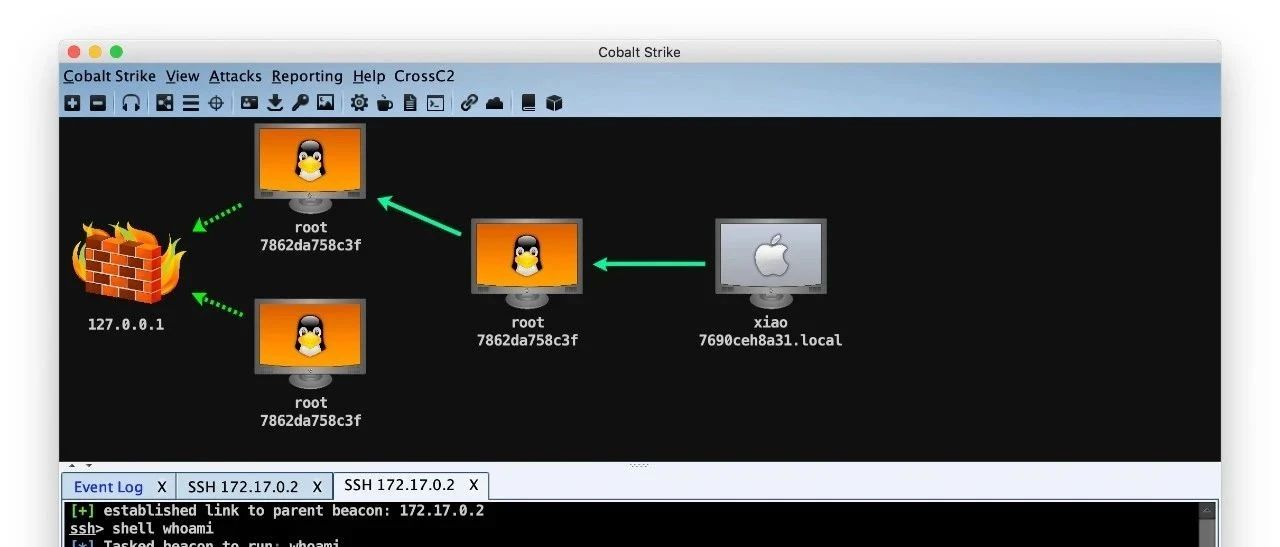 Cobalt Strike
Cobalt Strike View Attacks Reporting Help CrossC2
root
7862da758c3f
127.0.0.1
root
7862da758c3f
xiao
7690ceh8a31.local
root
7862da758c3f
Event Log X SSH 172.17.0.2 X SSH 172.17.0.2 X
[+] established link to parent beacon: 172.17.0.2
ssh> shell whoami
[*] Tasked beacon to run: whoami